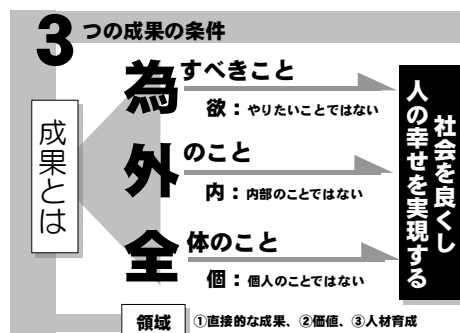 3つの成果の条件
成果とは
為すべきこと
欲：やりたいことではない
外のこと
内：内部のことではない
全体のこと
個：個人のことではない
社会を良くし
人の幸せを実現する
領域 ①直接的な成果、②価値、③人材育成